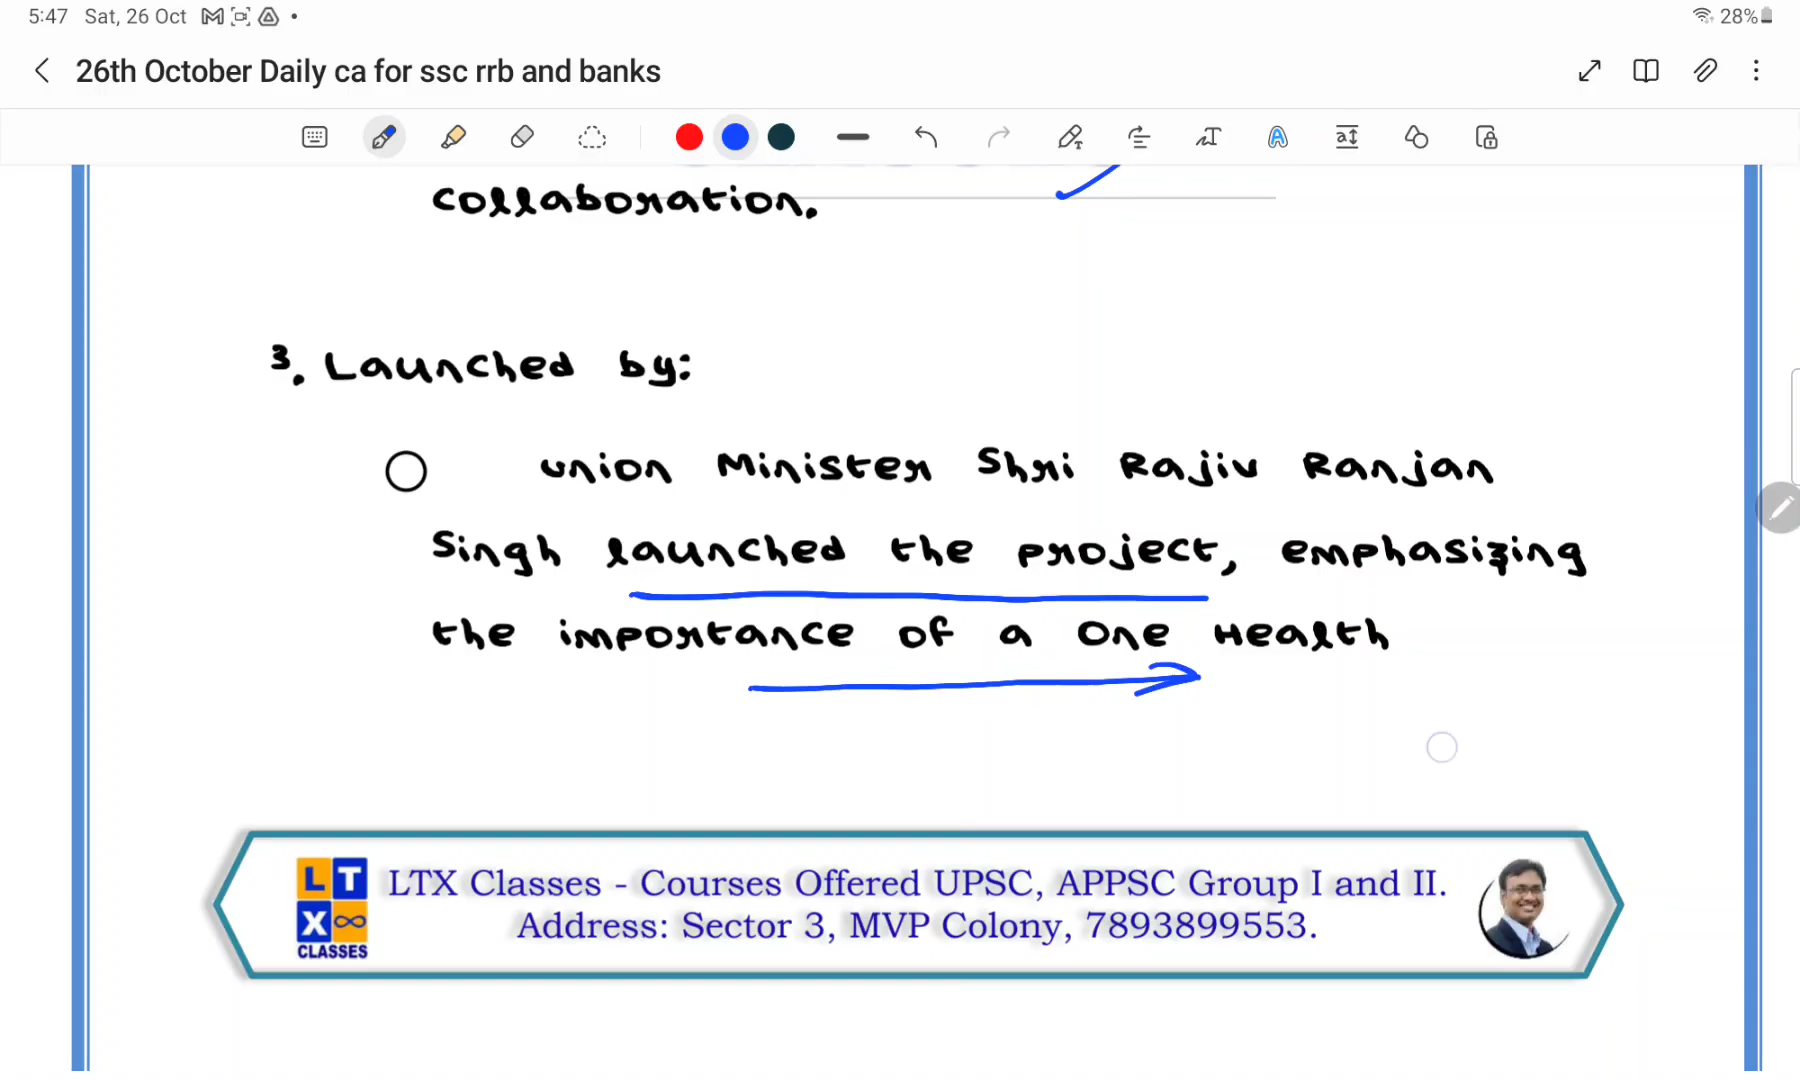 5:47 Sat, 26 Oct 28%
26th October Daily ca for ssc rrb and banks
collaboration.
3. Launched by:
Union Minister Shri Rajiv Ranjan
Singh launched the project, emphasizing
the importance of a One Health
LTX Classes - Courses Offered UPSC, APPSC Group I and II.
Address: Sector 3, MVP Colony, 7893899553.
L T
X ∞
CLASSES